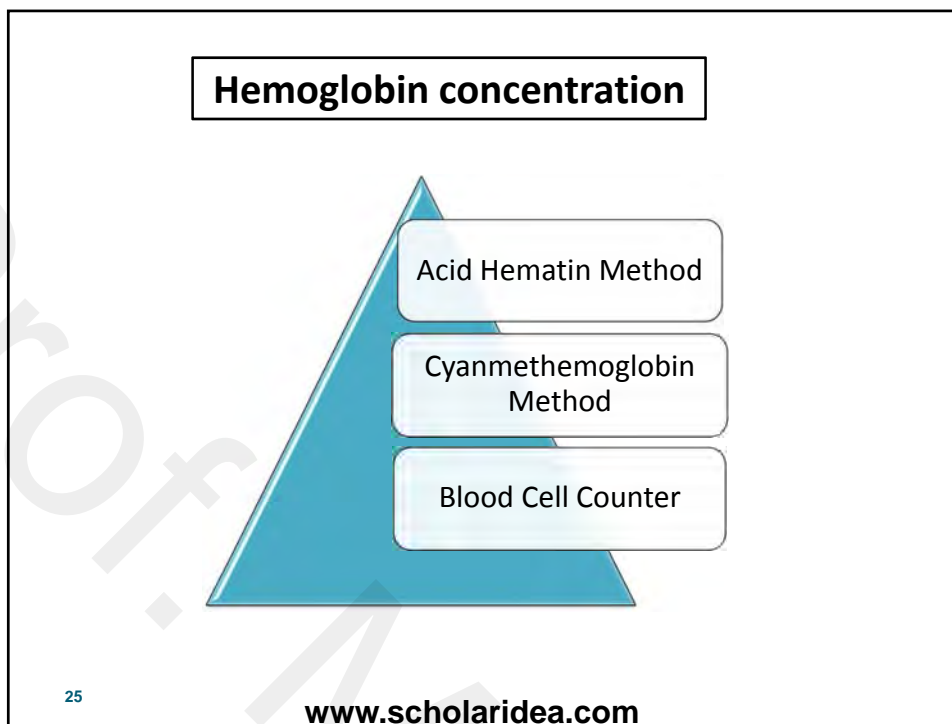 Hemoglobin concentration
Acid Hematin Method
Cyanmethemoglobin
Method
Blood Cell Counter
25
www.scholaridea.com